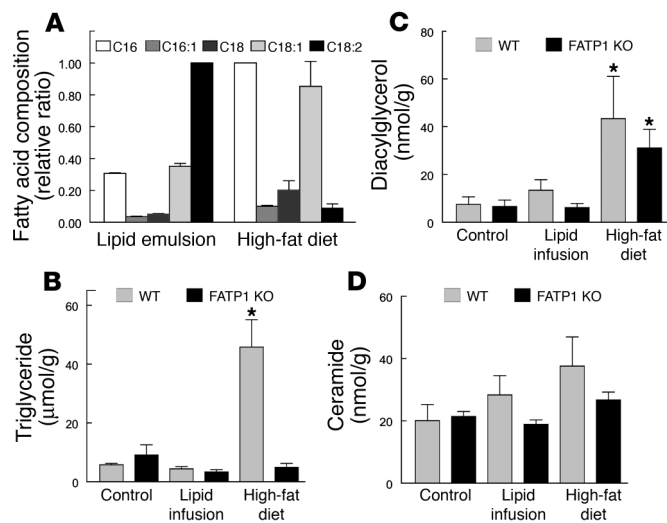 A
C16 C16:1 C18 C18:1 C18:2
Fatty acid composition
(relative ratio)
1.00
0.80
0.60
0.40
0.20
0.00
Lipid emulsion High-fat diet
C
WT FATP1 KO
Diacylglycerol
(nmol/g)
80
60
40
20
0
* *
Control Lipid infusion High-fat diet
B
WT FATP1 KO
Triglyceride
(μmol/g)
60
40
20
0
*
Control Lipid infusion High-fat diet
D
WT FATP1 KO
Ceramide
(nmol/g)
60
40
20
0
Control Lipid infusion High-fat diet